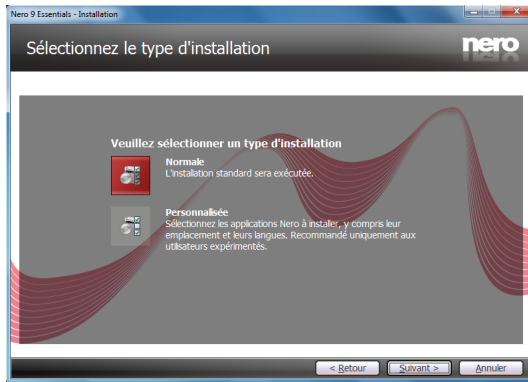 Nero 9 Essentials - Installation
Sélectionnez le type d'installation
nero
Veuillez sélectionner un type d'installation
Normale
L'installation standard sera exécutée.
Personnalisée
Sélectionnez les applications Nero à installer, y compris leur
emplacement et leurs langues. Recommandé uniquement aux
utilisateurs expérimentés.
< Retour
Suivant >
Annuler